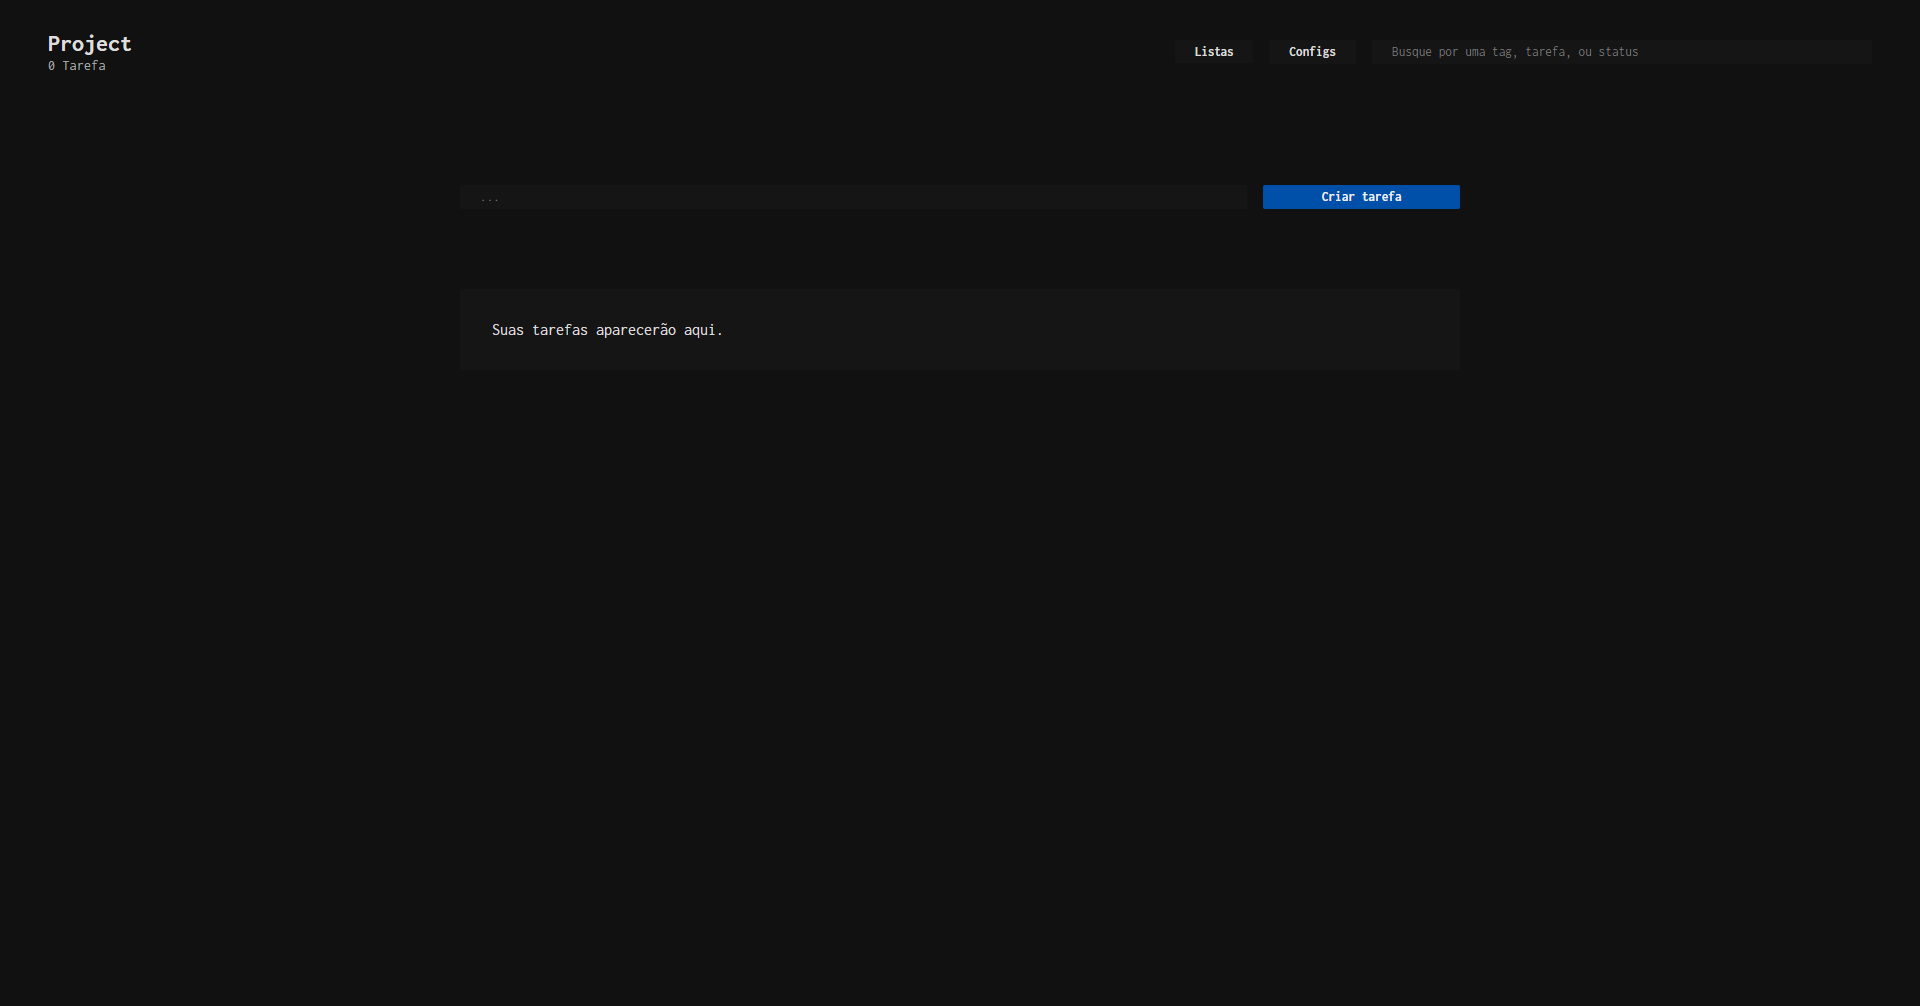 Project
0 Tarefa
Listas
Configs
Busque por uma tag, tarefa, ou status
...
Criar tarefa
Suas tarefas aparecerão aqui.